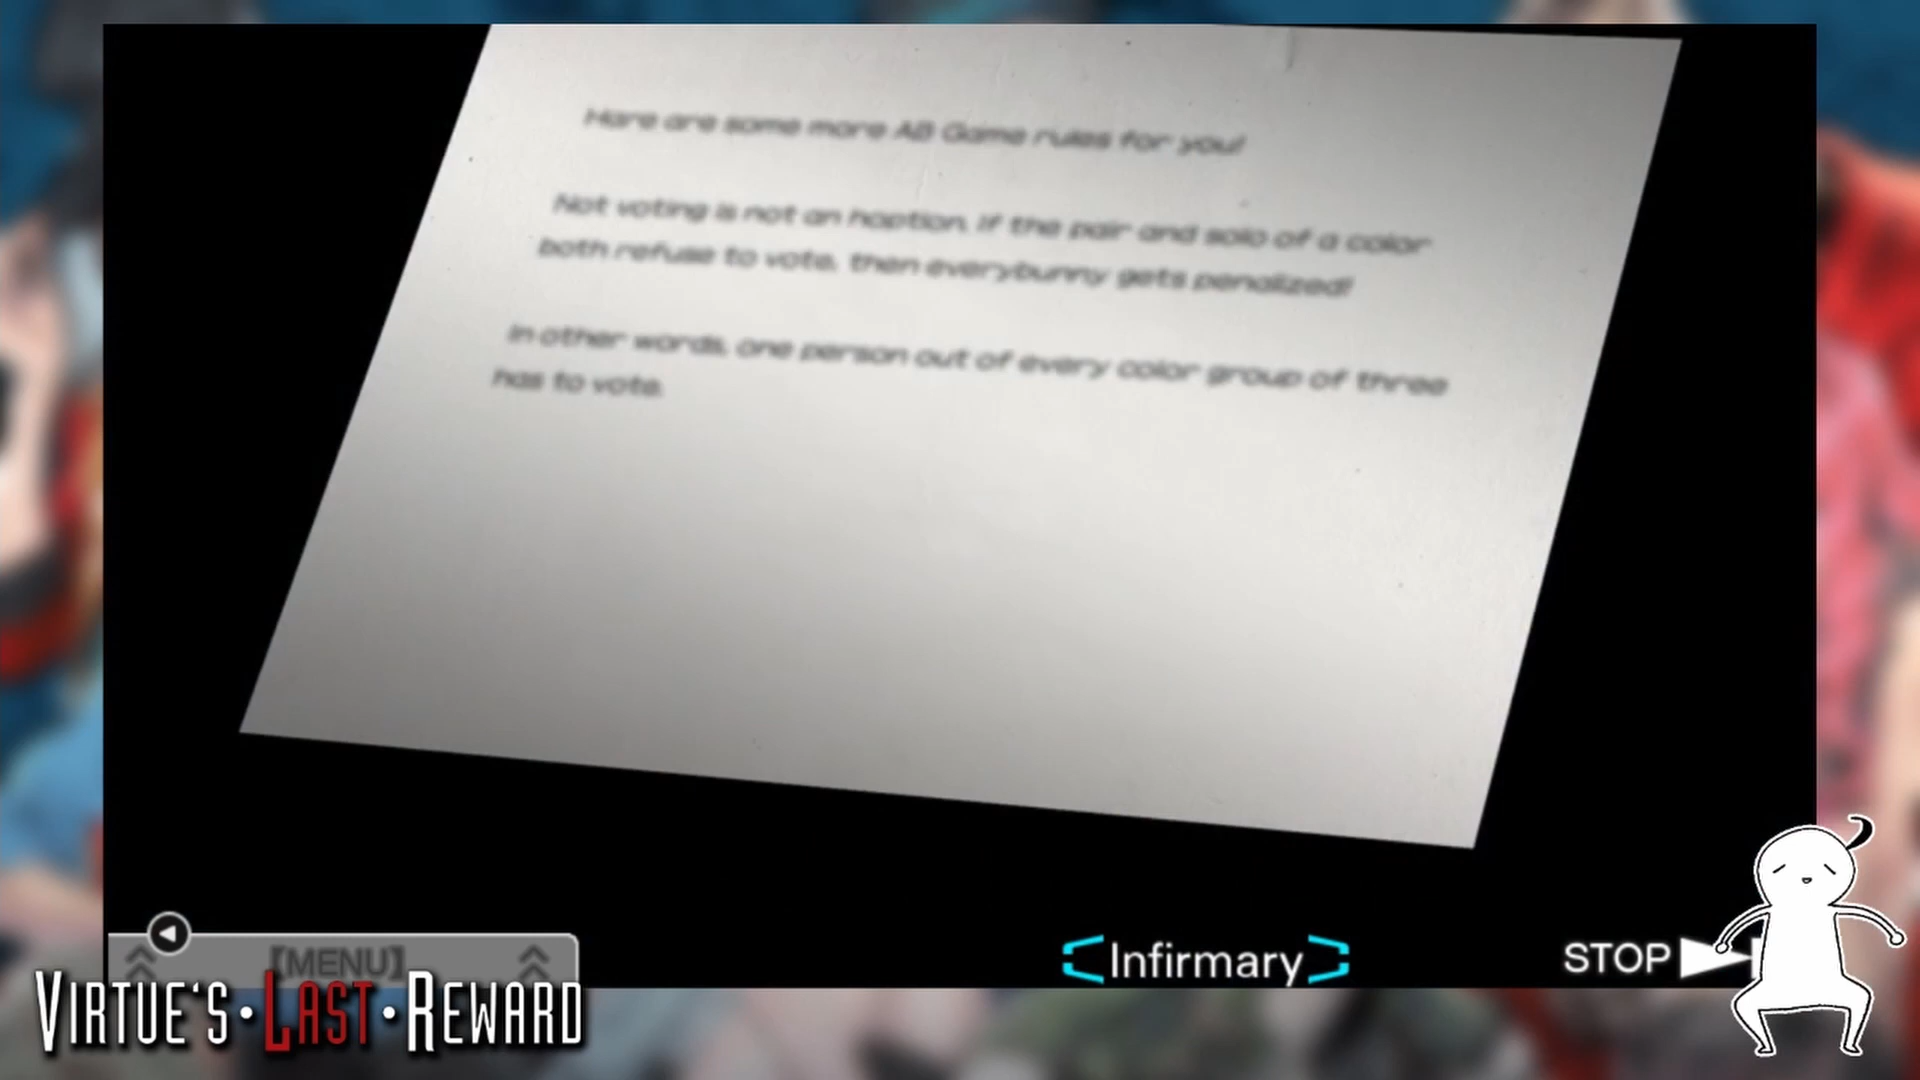 Hare are some more AB Game rules for you!
Not voting is not an hoption. If the pair and solo of a color
both refuse to vote, then everybunny gets penalized!
In other words, one person out of every color group of three
has to vote.
[MENU]
Infirmary
STOP
VIRTUE'S・LAST・REWARD